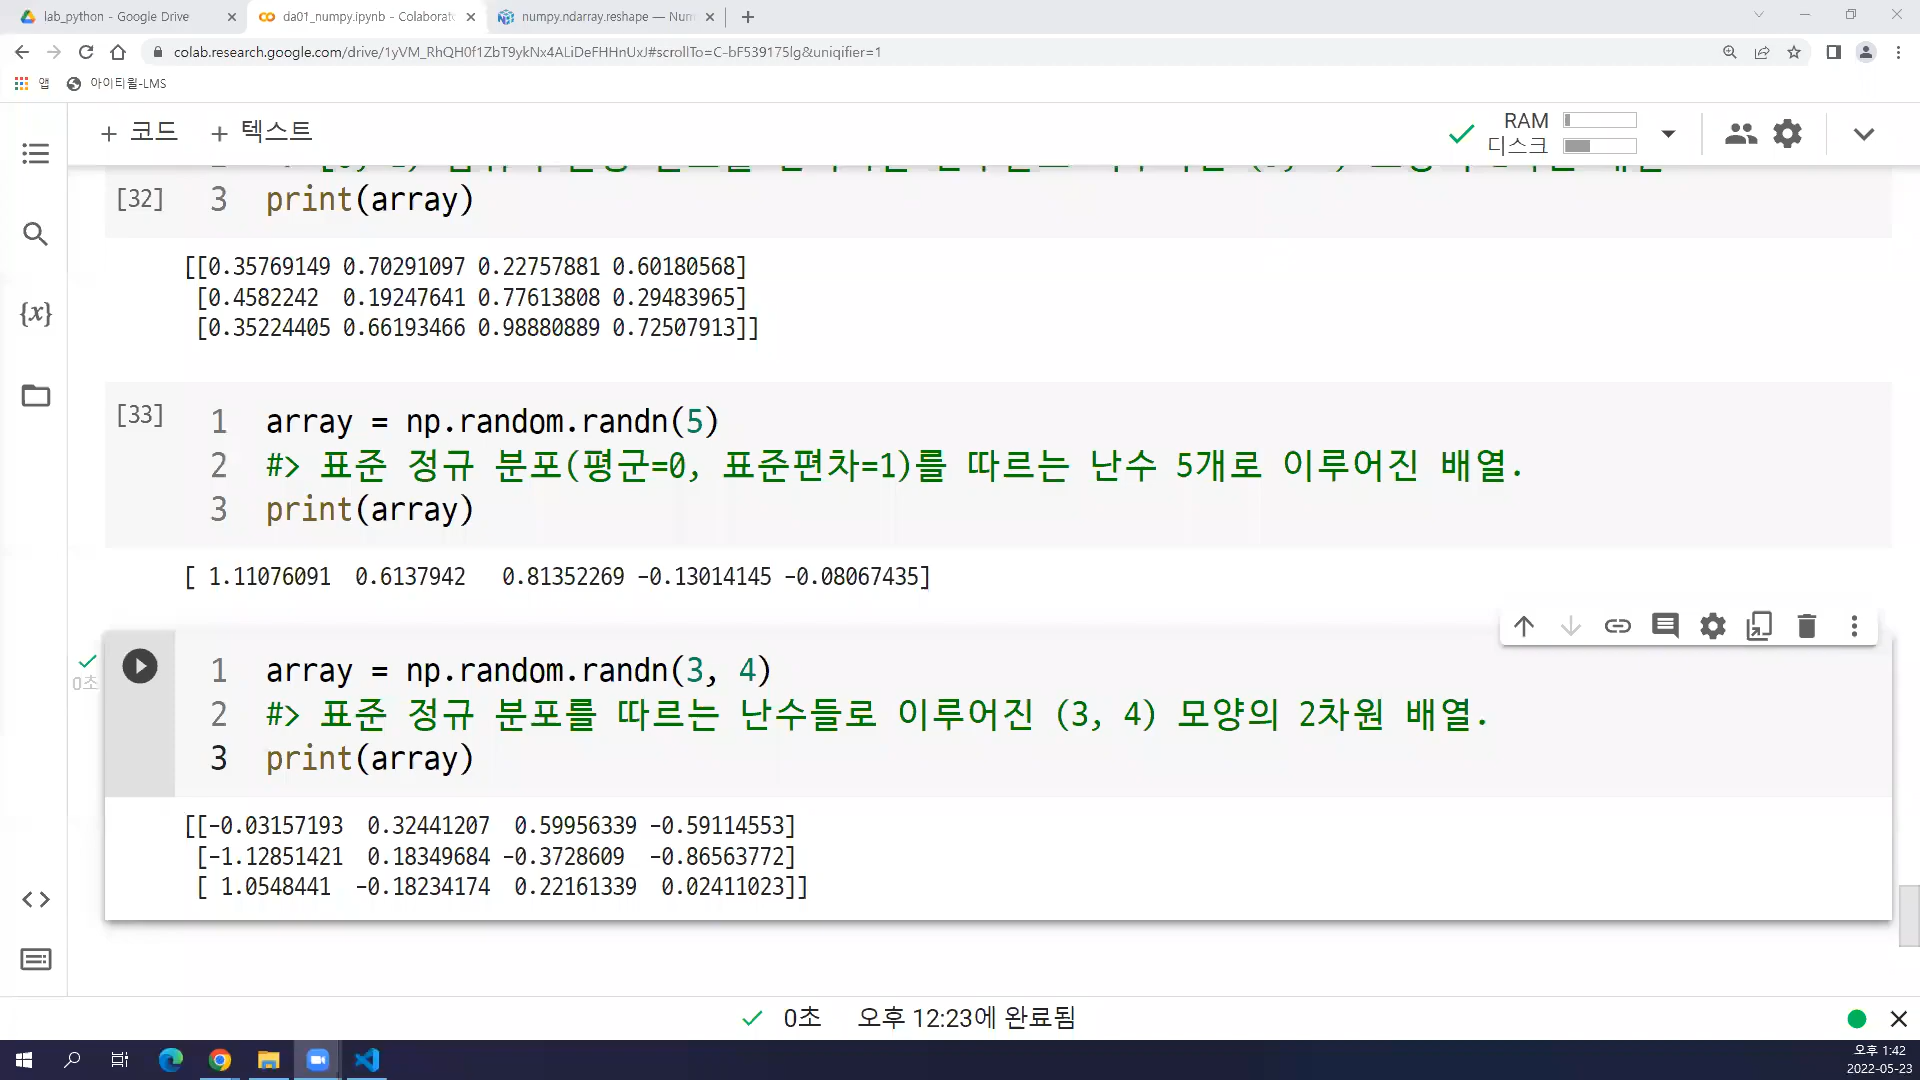 lab_python - Google Drive
da01_numpy.ipynb - Colaborato
numpy.ndarray.reshape — Num
colab.research.google.com/drive/1yVM_RhQH0f1ZbT9ykNx4ALiDeFHHnUxJ#scrollTo=C-bF539175lg&uniqifier=1
앱 아이티윌-LMS
+ 코드 + 텍스트
RAM
디스크
[32] 3 print(array)
[[0.35769149 0.70291097 0.22757881 0.60180568]
[0.4582242 0.19247641 0.77613808 0.29483965]
[0.35224405 0.66193466 0.98880889 0.72507913]]
[33] 1 array = np.random.randn(5)
2 #> 표준 정규 분포(평균=0, 표준편차=1)를 따르는 난수 5개로 이루어진 배열.
3 print(array)
[ 1.11076091 0.6137942 0.81352269 -0.13014145 -0.08067435]
0초
1 array = np.random.randn(3, 4)
2 #> 표준 정규 분포를 따르는 난수들로 이루어진 (3, 4) 모양의 2차원 배열.
3 print(array)
[[-0.03157193 0.32441207 0.59956339 -0.59114553]
[-1.12851421 0.18349684 -0.3728609 -0.86563772]
[ 1.0548441 -0.18234174 0.22161339 0.02411023]]
0초 오후 12:23에 완료됨
오후 1:42
2022-05-23